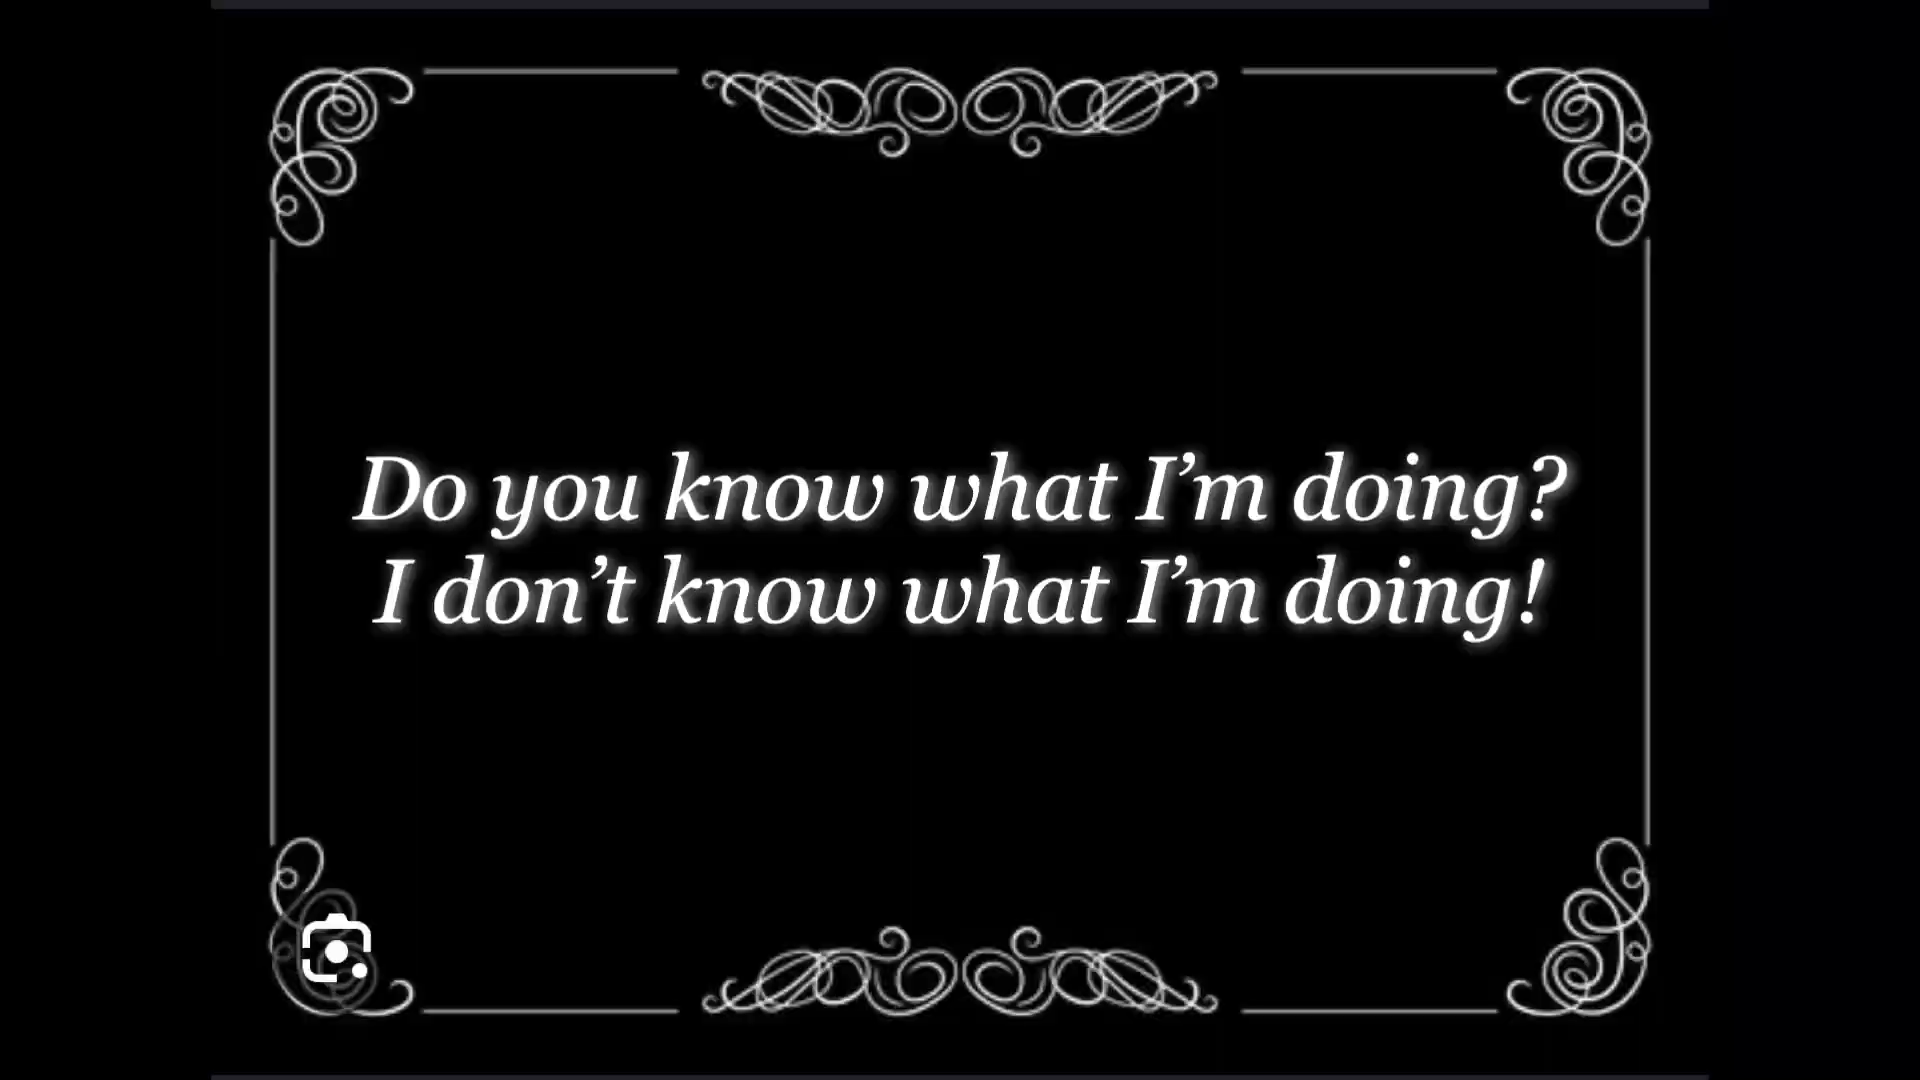 Do you know what I’m doing?
I don’t know what I’m doing!